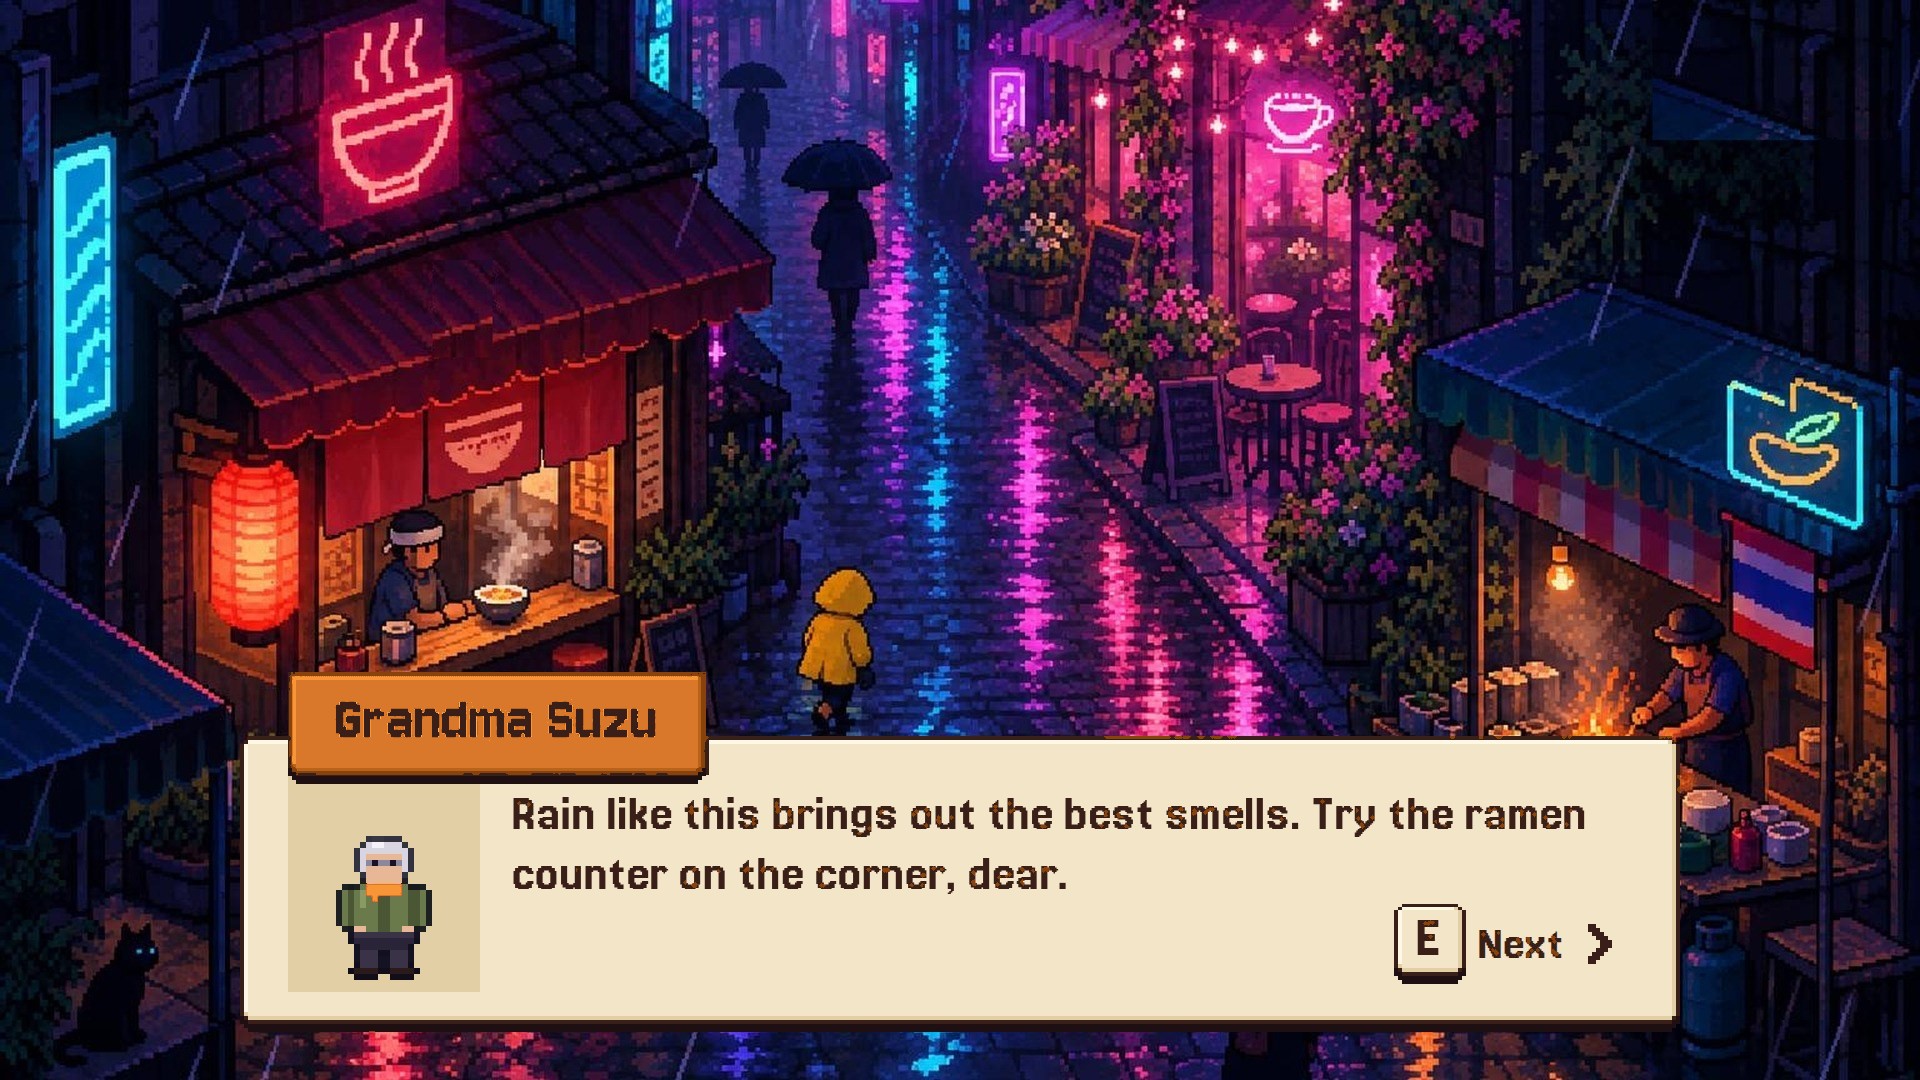 Grandma Suzu
Rain like this brings out the best smells. Try the ramen
counter on the corner, dear.
E Next